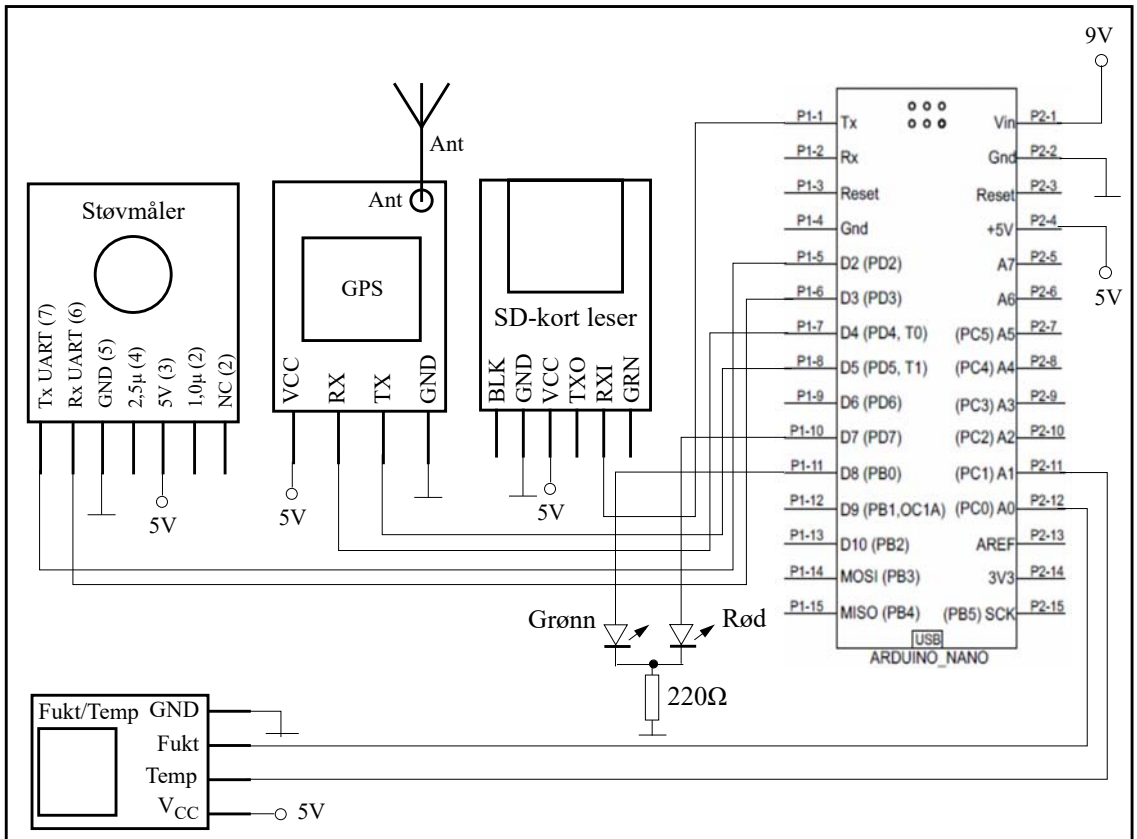 9V
Ant
Ant
Støvmåler
Tx UART (7)
Rx UART (6)
GND (5)
2,5μ (4)
5V (3)
1,0μ (2)
NC (2)
5V
GPS
VCC
RX
TX
GND
5V
SD-kort leser
BLK
GND
VCC
TXO
RXI
GRN
5V
P1-1 Tx Vin P2-1
P1-2 Rx Gnd P2-2
P1-3 Reset Reset P2-3
P1-4 Gnd +5V P2-4
P1-5 D2 (PD2) A7 P2-5
P1-6 D3 (PD3) A6 P2-6
P1-7 D4 (PD4, T0) (PC5) A5 P2-7
P1-8 D5 (PD5, T1) (PC4) A4 P2-8
P1-9 D6 (PD6) (PC3) A3 P2-9
P1-10 D7 (PD7) (PC2) A2 P2-10
P1-11 D8 (PB0) (PC1) A1 P2-11
P1-12 D9 (PB1,OC1A) (PC0) A0 P2-12
P1-13 D10 (PB2) AREF P2-13
P1-14 MOSI (PB3) 3V3 P2-14
P1-15 MISO (PB4) (PB5) SCK P2-15
USB
ARDUINO_NANO
5V
Grønn
Rød
220Ω
Fukt/Temp
GND
Fukt
Temp
VCC
5V